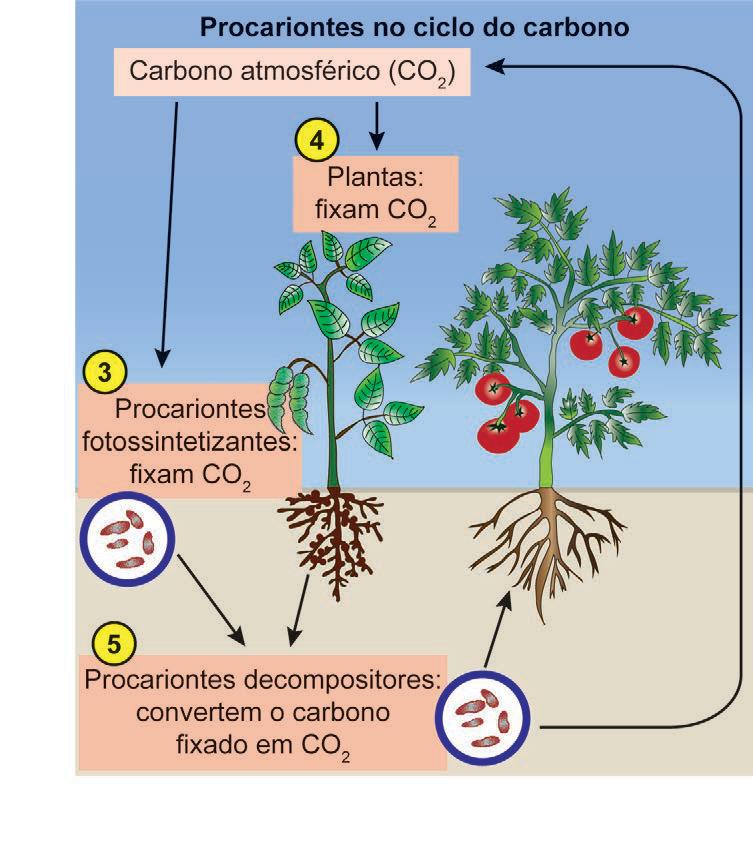 Procariontes no ciclo do carbono
Carbono atmosférico (CO₂)
4
Plantas:
fixam CO₂
3
Procariontes
fotossintetizantes:
fixam CO₂
5
Procariontes decompositores:
convertem o carbono
fixado em CO₂